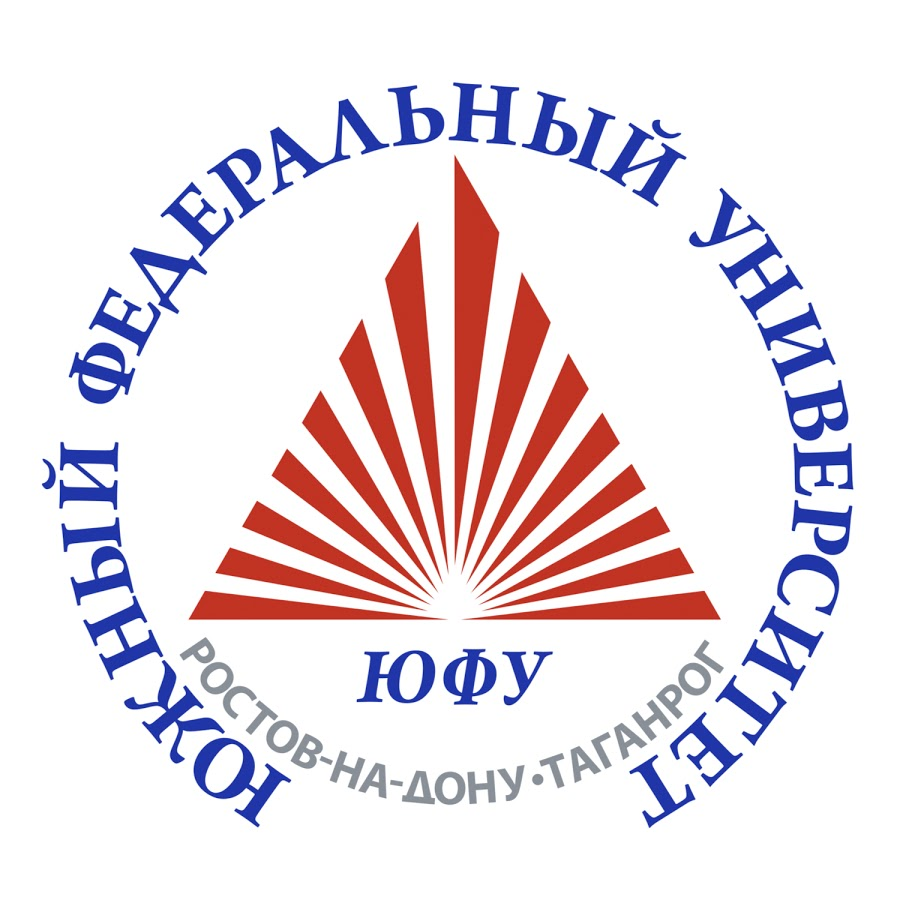 ЮЖНЫЙ ФЕДЕРАЛЬНЫЙ УНИВЕРСИТЕТ
ЮФУ
РОСТОВ-НА-ДОНУ•ТАГАНРОГ